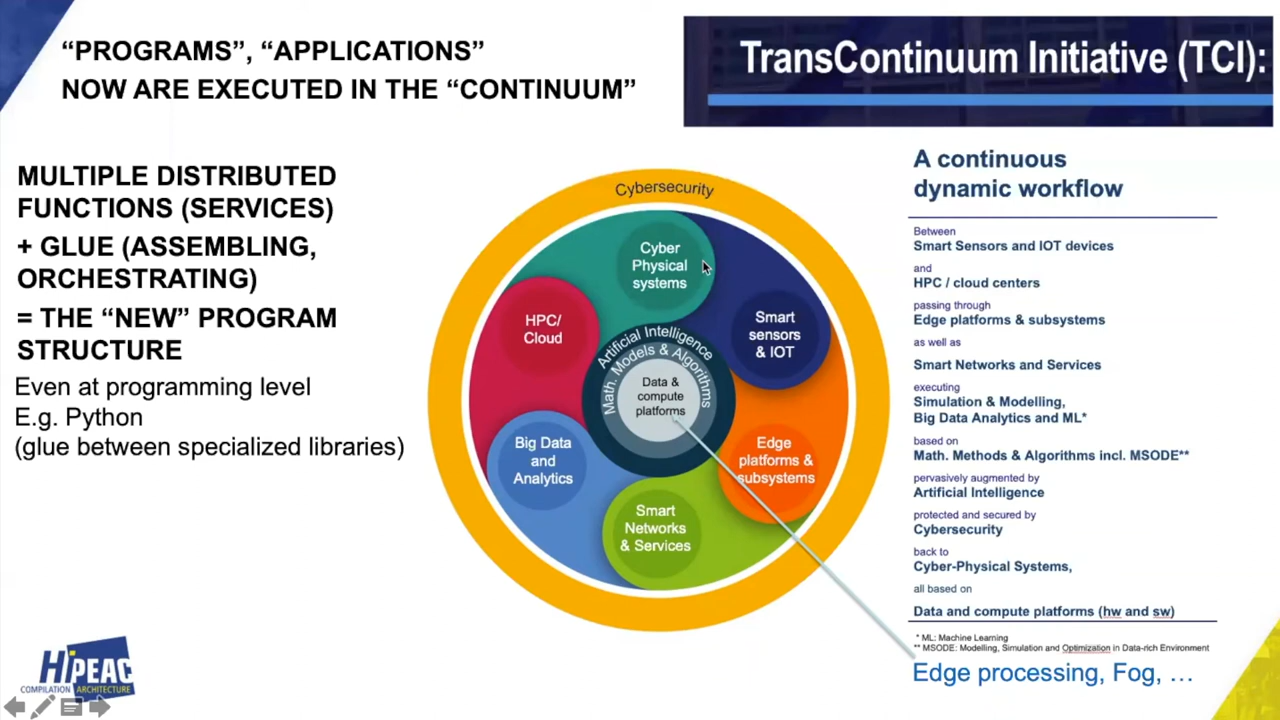 “PROGRAMS”, “APPLICATIONS”
NOW ARE EXECUTED IN THE “CONTINUUM”
TransContinuum Initiative (TCI):
MULTIPLE DISTRIBUTED
FUNCTIONS (SERVICES)
+ GLUE (ASSEMBLING,
ORCHESTRATING)
= THE “NEW” PROGRAM
STRUCTURE
Even at programming level
E.g. Python
(glue between specialized libraries)
Cybersecurity
Cyber
Physical
systems
Smart
sensors
& IOT
Edge
platforms &
subsystems
Smart
Networks
& Services
Big Data
and
Analytics
HPC/
Cloud
Artificial Intelligence
Math. Models & Algorithms
Data &
compute
platforms
A continuous
dynamic workflow
Between
Smart Sensors and IOT devices
and
HPC / cloud centers
passing through
Edge platforms & subsystems
as well as
Smart Networks and Services
executing
Simulation & Modelling,
Big Data Analytics and ML*
based on
Math. Methods & Algorithms incl. MSODE**
pervasively augmented by
Artificial Intelligence
protected and secured by
Cybersecurity
back to
Cyber-Physical Systems,
all based on
Data and compute platforms (hw and sw)
* ML: Machine Learning
** MSODE: Modelling, Simulation and Optimization in Data-rich Environment
Edge processing, Fog, …
HiPEAC
COMPILATION ARCHITECTURE